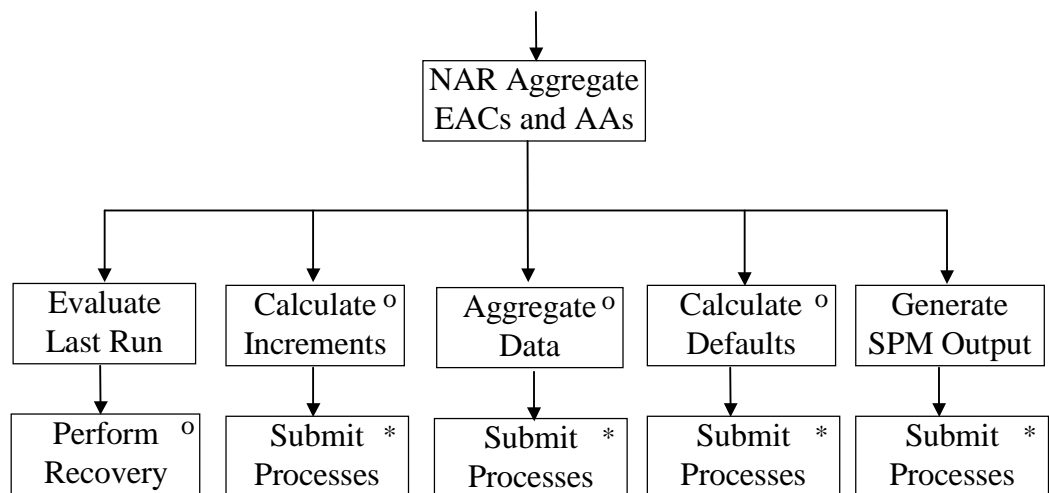 NAR Aggregate
EACs and AAs
Evaluate
Last Run
Calculate o
Increments
Aggregate o
Data
Calculate o
Defaults
Generate
SPM Output
Perform o
Recovery
Submit *
Processes
Submit *
Processes
Submit *
Processes
Submit *
Processes